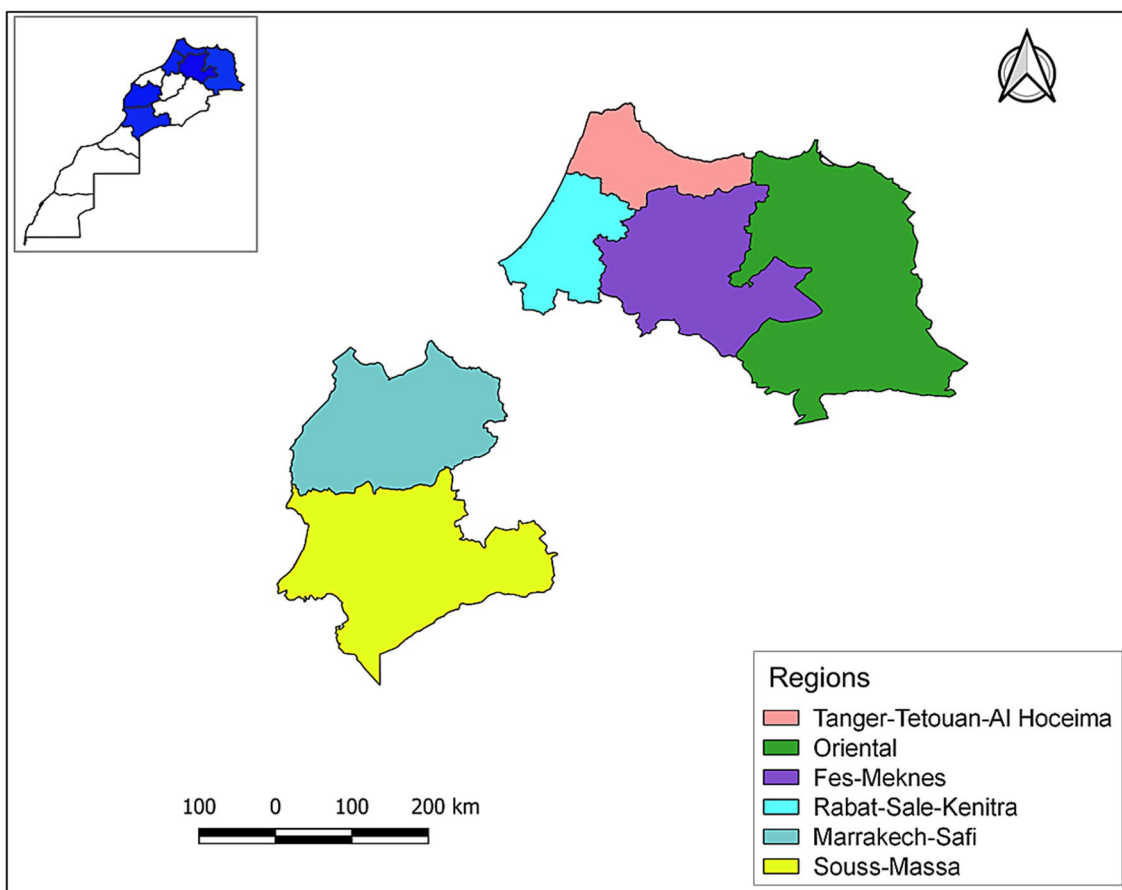 Regions
Tanger-Tetouan-Al Hoceima
Oriental
Fes-Meknes
Rabat-Sale-Kenitra
Marrakech-Safi
Souss-Massa
100 0 100 200 km